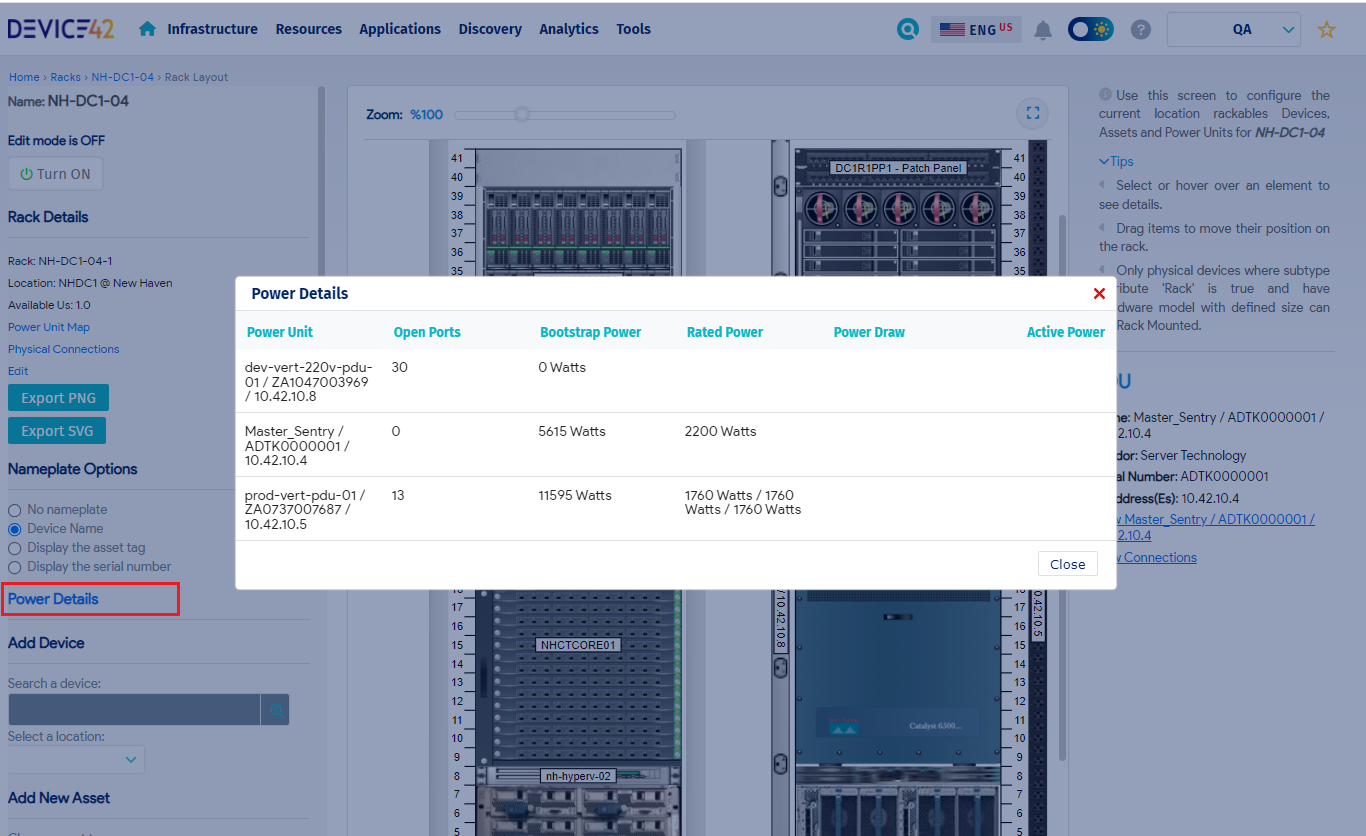 DEVICE42
Infrastructure
Resources
Applications
Discovery
Analytics
Tools
ENG US
?
QA
Home › Racks › NH-DC1-04 › Rack Layout
Name: NH-DC1-04
Edit mode is OFF
Turn ON
Rack Details
Rack: NH-DC1-04-1
Location: NHDC1 @ New Haven
Available Us: 1.0
Power Unit Map
Physical Connections
Edit
Export PNG
Export SVG
Nameplate Options
No nameplate
Device Name
Display the asset tag
Display the serial number
Power Details
Add Device
Search a device:
Select a location:
Add New Asset
Zoom: %100
41
40
39
38
37
36
35
DC1R1PP1 - Patch Panel
41
40
39
38
37
36
35
Power Details
Power Unit Open Ports Bootstrap Power Rated Power Power Draw Active Power
dev-vert-220v-pdu- 30 0 Watts
01 / ZA1047003969
/ 10.42.10.8
Master_Sentry / 0 5615 Watts 2200 Watts
ADTK0000001 /
10.42.10.4
prod-vert-pdu-01 / 13 11595 Watts 1760 Watts / 1760
ZA0737007687 / Watts / 1760 Watts
10.42.10.5
Close
17
16
15
14
13
12
11
10
9
8
7
6
5
NHCTCORE01
nh-hyperv-02
/ 10.42.10.8
Catalyst 6500...
17
16
15
14
13
12
11
10
9
8
7
6
5
10.42.10.5
Use this screen to configure the
current location rackables Devices,
Assets and Power Units for NH-DC1-04
Tips
Select or hover over an element to
see details.
Drag items to move their position on
the rack.
Only physical devices where subtype
ribute 'Rack' is true and have
dware model with defined size can
Rack Mounted.
U
ne: Master_Sentry / ADTK0000001 /
2.10.4
dor: Server Technology
al Number: ADTK0000001
ddress(Es): 10.42.10.4
w Master_Sentry / ADTK0000001 /
2.10.4
w Connections